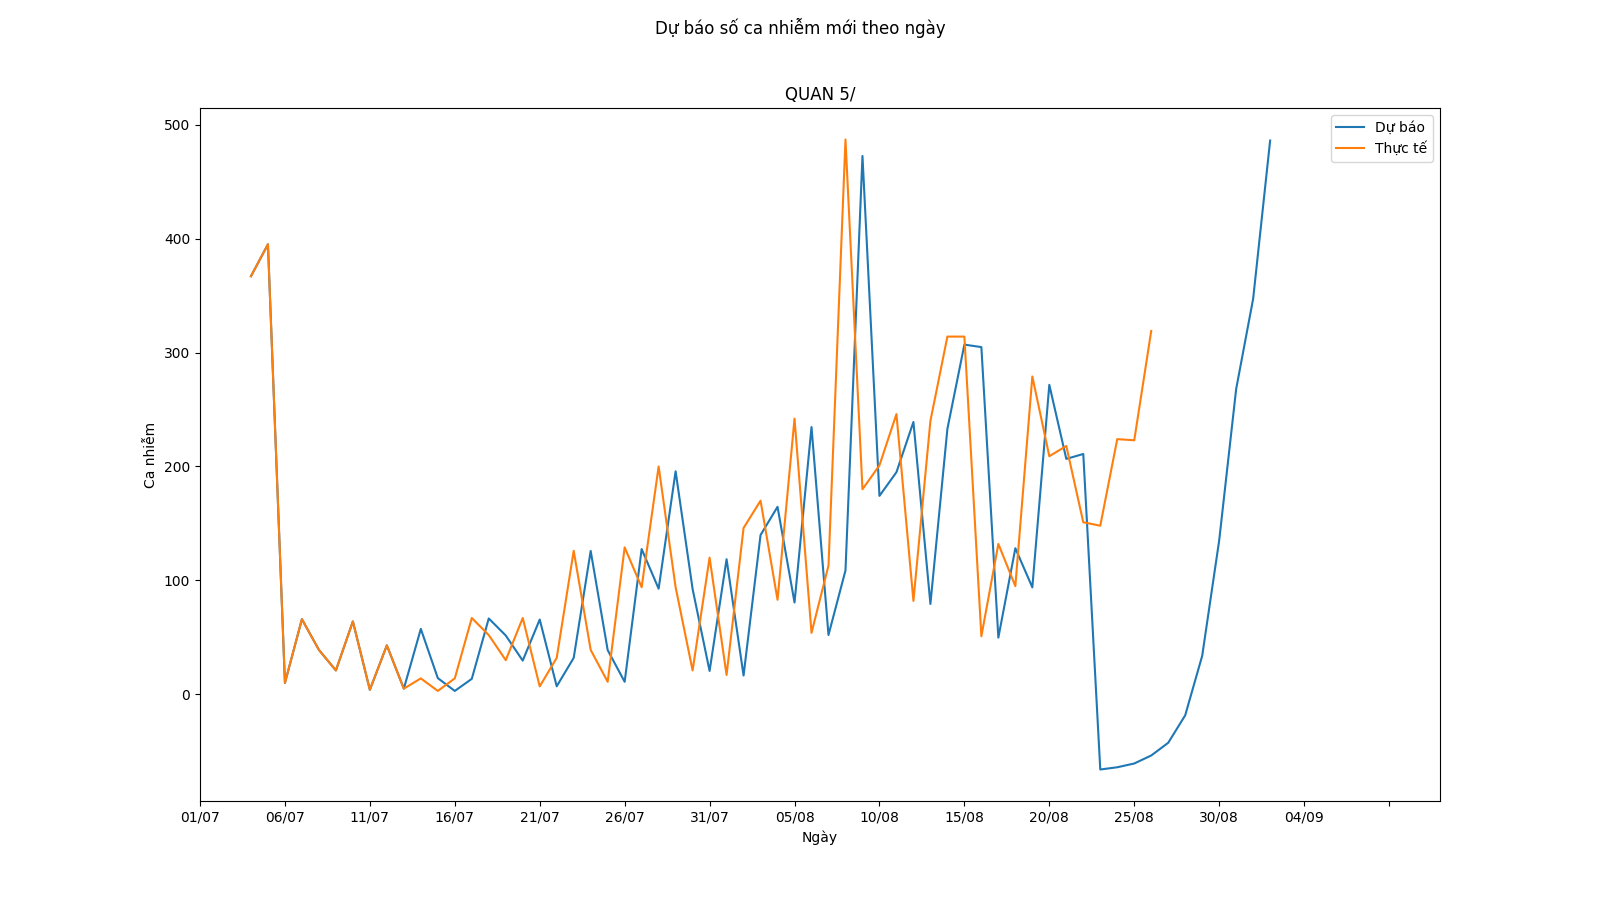 Dự báo số ca nhiễm mới theo ngày
QUAN 5/
Dự báo
Thực tế
500
400
300
200
100
0
Ca nhiễm
01/07 06/07 11/07 16/07 21/07 26/07 31/07 05/08 10/08 15/08 20/08 25/08 30/08 04/09
Ngày